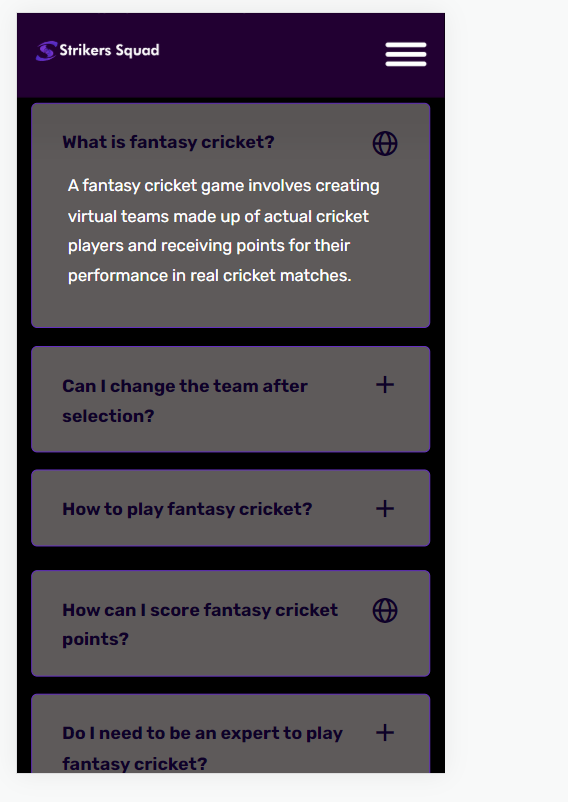 Strikers Squad
What is fantasy cricket?
A fantasy cricket game involves creating
virtual teams made up of actual cricket
players and receiving points for their
performance in real cricket matches.
Can I change the team after
selection?
How to play fantasy cricket?
How can I score fantasy cricket
points?
Do I need to be an expert to play
fantasy cricket?